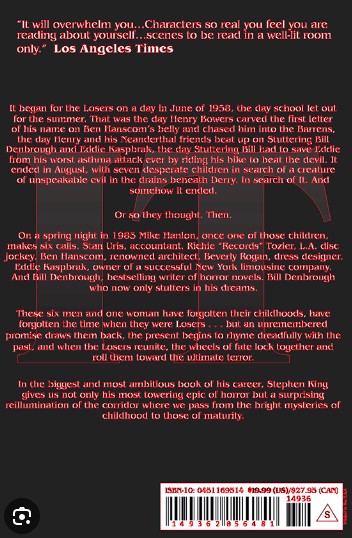 "It will overwhelm you...Characters so real you feel you are
reading about yourself...scenes to be read in a well-lit room
only." Los Angeles Times
It began for the Losers on a day in June of 1958, the day school let out
for the summer. That was the day Henry Bowers carved the first letter
of his name on Ben Hanscom's belly and chased him into the Barrens,
the day Henry and his Neanderthal friends beat up on Stuttering Bill
Denbrough and Eddie Kaspbrak, the day Stuttering Bill had to save Eddie
from his worst asthma attack ever by riding his bike to beat the devil. It
ended in August, with seven desperate children in search of a creature
of unspeakable evil in the drains beneath Derry. In search of It. And
somehow it ended.
Or so they thought. Then.
On a spring night in 1985 Mike Hanlon, once one of those children,
makes six calls. Stan Uris, accountant. Richie "Records" Tozier, L.A. disc
jockey. Ben Hanscom, renowned architect. Beverly Rogan, dress designer.
Eddie Kaspbrak, owner of a successful New York limousine company.
And Bill Denbrough, bestselling writer of horror novels. Bill Denbrough
who now only stutters in his dreams.
These six men and one woman have forgotten their childhoods, have
forgotten the time when they were Losers . . . but an unremembered
promise draws them back, the present begins to rhyme dreadfully with the
past, and when the Losers reunite, the wheels of fate lock together and
roll them toward the ultimate terror.
In the biggest and most ambitious book of his career, Stephen King
gives us not only his most towering epic of horror but a surprising
reillumination of the corridor where we pass from the bright mysteries of
childhood to those of maturity.
ISBN-10: 0451169514 $19.99 (US)/$27.95 (CAN)
14936
1 49362 05648 1
S